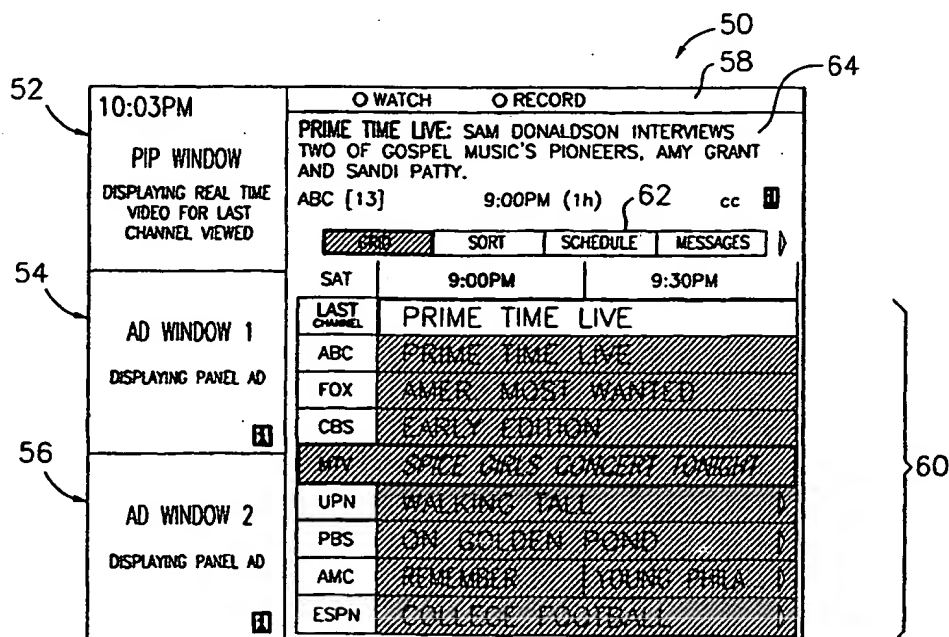 50
58
64
52
10:03PM
PIP WINDOW
DISPLAYING REAL TIME
VIDEO FOR LAST
CHANNEL VIEWED
O WATCH O RECORD
PRIME TIME LIVE: SAM DONALDSON INTERVIEWS
TWO OF GOSPEL MUSIC'S PIONEERS, AMY GRANT
AND SANDI PATTY.
ABC [13] 9:00PM (1h) cc
62
GRID SORT SCHEDULE MESSAGES
54
AD WINDOW 1
DISPLAYING PANEL AD
56
AD WINDOW 2
DISPLAYING PANEL AD
SAT 9:00PM 9:30PM
LAST
CHANNEL
PRIME TIME LIVE
ABC PRIME TIME LIVE
FOX AMER. MOST WANTED
CBS EARLY EDITION
MTV SPICE GIRLS CONCERT TONIGHT
UPN WALKING TALL
PBS ON GOLDEN POND
AMC REMEMBER YOUNG PHILA
ESPN COLLEGE FOOTBALL
60